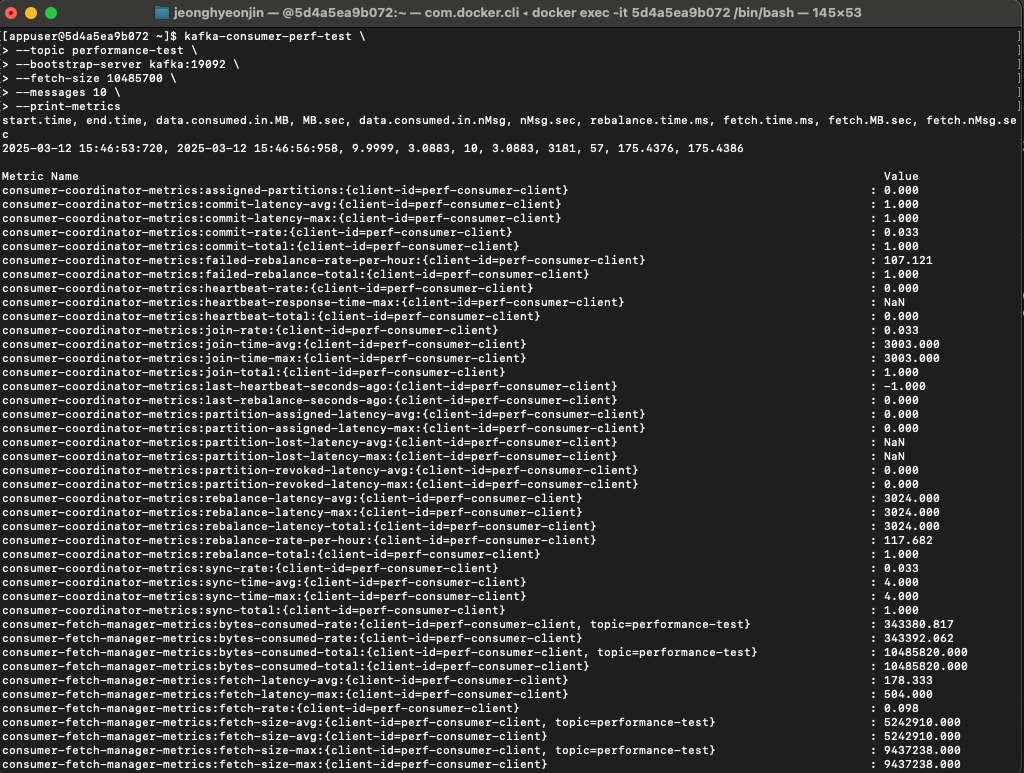 jeonghyeonjin — @5d4a5ea9b072:~ — com.docker.cli ◂ docker exec -it 5d4a5ea9b072 /bin/bash — 145×53
[[appuser@5d4a5ea9b072 ~]$ kafka-consumer-perf-test \ ]
[> --topic performance-test \ ]
[> --bootstrap-server kafka:19092 \ ]
[> --fetch-size 10485700 \ ]
[> --messages 10 \ ]
[> --print-metrics ]
start.time, end.time, data.consumed.in.MB, MB.sec, data.consumed.in.nMsg, nMsg.sec, rebalance.time.ms, fetch.time.ms, fetch.MB.sec, fetch.nMsg.se
c
2025-03-12 15:46:53:720, 2025-03-12 15:46:56:958, 9.9999, 3.0883, 10, 3.0883, 3181, 57, 175.4376, 175.4386
Metric Name Value
consumer-coordinator-metrics:assigned-partitions:{client-id=perf-consumer-client} : 0.000
consumer-coordinator-metrics:commit-latency-avg:{client-id=perf-consumer-client} : 1.000
consumer-coordinator-metrics:commit-latency-max:{client-id=perf-consumer-client} : 1.000
consumer-coordinator-metrics:commit-rate:{client-id=perf-consumer-client} : 0.033
consumer-coordinator-metrics:commit-total:{client-id=perf-consumer-client} : 1.000
consumer-coordinator-metrics:failed-rebalance-rate-per-hour:{client-id=perf-consumer-client} : 107.121
consumer-coordinator-metrics:failed-rebalance-total:{client-id=perf-consumer-client} : 1.000
consumer-coordinator-metrics:heartbeat-rate:{client-id=perf-consumer-client} : 0.000
consumer-coordinator-metrics:heartbeat-response-time-max:{client-id=perf-consumer-client} : NaN
consumer-coordinator-metrics:heartbeat-total:{client-id=perf-consumer-client} : 0.000
consumer-coordinator-metrics:join-rate:{client-id=perf-consumer-client} : 0.033
consumer-coordinator-metrics:join-time-avg:{client-id=perf-consumer-client} : 3003.000
consumer-coordinator-metrics:join-time-max:{client-id=perf-consumer-client} : 3003.000
consumer-coordinator-metrics:join-total:{client-id=perf-consumer-client} : 1.000
consumer-coordinator-metrics:last-heartbeat-seconds-ago:{client-id=perf-consumer-client} : -1.000
consumer-coordinator-metrics:last-rebalance-seconds-ago:{client-id=perf-consumer-client} : 0.000
consumer-coordinator-metrics:partition-assigned-latency-avg:{client-id=perf-consumer-client} : 0.000
consumer-coordinator-metrics:partition-assigned-latency-max:{client-id=perf-consumer-client} : 0.000
consumer-coordinator-metrics:partition-lost-latency-avg:{client-id=perf-consumer-client} : NaN
consumer-coordinator-metrics:partition-lost-latency-max:{client-id=perf-consumer-client} : NaN
consumer-coordinator-metrics:partition-revoked-latency-avg:{client-id=perf-consumer-client} : 0.000
consumer-coordinator-metrics:partition-revoked-latency-max:{client-id=perf-consumer-client} : 0.000
consumer-coordinator-metrics:rebalance-latency-avg:{client-id=perf-consumer-client} : 3024.000
consumer-coordinator-metrics:rebalance-latency-max:{client-id=perf-consumer-client} : 3024.000
consumer-coordinator-metrics:rebalance-latency-total:{client-id=perf-consumer-client} : 3024.000
consumer-coordinator-metrics:rebalance-rate-per-hour:{client-id=perf-consumer-client} : 117.682
consumer-coordinator-metrics:rebalance-total:{client-id=perf-consumer-client} : 1.000
consumer-coordinator-metrics:sync-rate:{client-id=perf-consumer-client} : 0.033
consumer-coordinator-metrics:sync-time-avg:{client-id=perf-consumer-client} : 4.000
consumer-coordinator-metrics:sync-time-max:{client-id=perf-consumer-client} : 4.000
consumer-coordinator-metrics:sync-total:{client-id=perf-consumer-client} : 1.000
consumer-fetch-manager-metrics:bytes-consumed-rate:{client-id=perf-consumer-client, topic=performance-test} : 343380.817
consumer-fetch-manager-metrics:bytes-consumed-rate:{client-id=perf-consumer-client} : 343392.062
consumer-fetch-manager-metrics:bytes-consumed-total:{client-id=perf-consumer-client, topic=performance-test} : 10485820.000
consumer-fetch-manager-metrics:bytes-consumed-total:{client-id=perf-consumer-client} : 10485820.000
consumer-fetch-manager-metrics:fetch-latency-avg:{client-id=perf-consumer-client} : 178.333
consumer-fetch-manager-metrics:fetch-latency-max:{client-id=perf-consumer-client} : 504.000
consumer-fetch-manager-metrics:fetch-rate:{client-id=perf-consumer-client} : 0.098
consumer-fetch-manager-metrics:fetch-size-avg:{client-id=perf-consumer-client, topic=performance-test} : 5242910.000
consumer-fetch-manager-metrics:fetch-size-avg:{client-id=perf-consumer-client} : 5242910.000
consumer-fetch-manager-metrics:fetch-size-max:{client-id=perf-consumer-client, topic=performance-test} : 9437238.000
consumer-fetch-manager-metrics:fetch-size-max:{client-id=perf-consumer-client} : 9437238.000